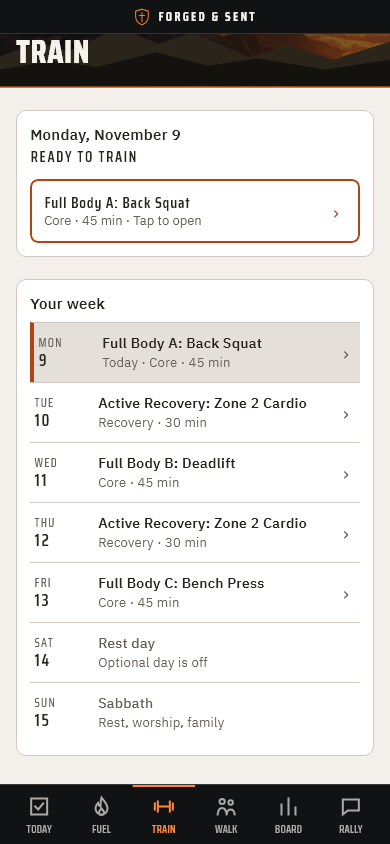 FORGED & SENT
TRAIN
Monday, November 9
READY TO TRAIN
Full Body A: Back Squat
Core · 45 min · Tap to open
Your week
MON
9
Full Body A: Back Squat
Today · Core · 45 min
TUE
10
Active Recovery: Zone 2 Cardio
Recovery · 30 min
WED
11
Full Body B: Deadlift
Core · 45 min
THU
12
Active Recovery: Zone 2 Cardio
Recovery · 30 min
FRI
13
Full Body C: Bench Press
Core · 45 min
SAT
14
Rest day
Optional day is off
SUN
15
Sabbath
Rest, worship, family
TODAY
FUEL
TRAIN
WALK
BOARD
RALLY